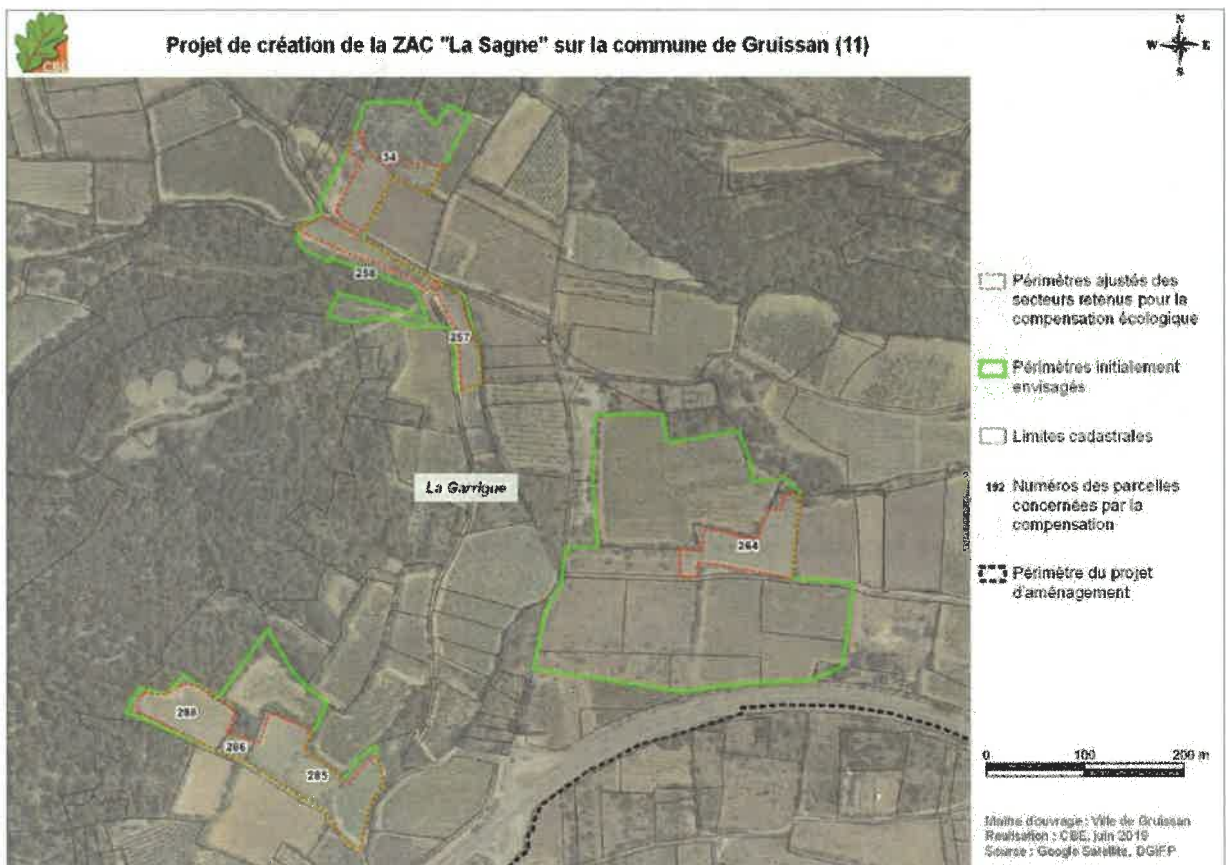 Projet de création de la ZAC "La Sagne" sur la commune de Gruissan (11)
CBE
N
W E
S
54
258
257
La Garrigue
264
288
286
285
Périmètres ajustés des
secteurs retenus pour la
compensation écologique
Périmètres initialement
envisagés
Limites cadastrales
192 Numéros des parcelles
concernées par la
compensation
Périmètre du projet
d'aménagement
0 100 200 m
Maître d'ouvrage : Ville de Gruissan
Réalisation : CBE, juin 2019
Source : Google Satellite, DGIFP